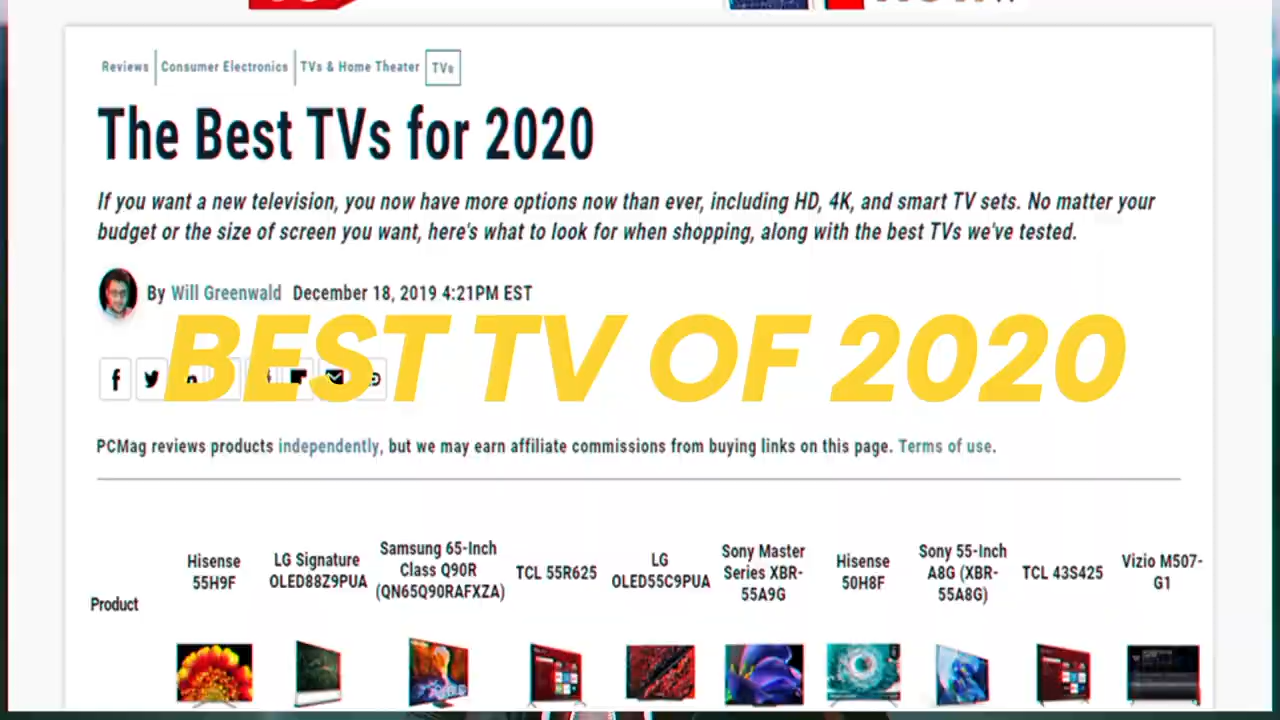 Reviews Consumer Electronics TVs & Home Theater TVs
The Best TVs for 2020
If you want a new television, you now have more options now than ever, including HD, 4K, and smart TV sets. No matter your
budget or the size of screen you want, here's what to look for when shopping, along with the best TVs we've tested.
By Will Greenwald December 18, 2019 4:21PM EST
BEST TV OF 2020
PCMag reviews products independently, but we may earn affiliate commissions from buying links on this page. Terms of use.
Product
Hisense
55H9F
LG Signature
OLED88Z9PUA
Samsung 65-Inch
Class Q90R
(QN65Q90RAFXZA)
TCL 55R625
LG
OLED55C9PUA
Sony Master
Series XBR-
55A9G
Hisense
50H8F
Sony 55-Inch
A8G (XBR-
55A8G)
TCL 43S425
Vizio M507-
G1